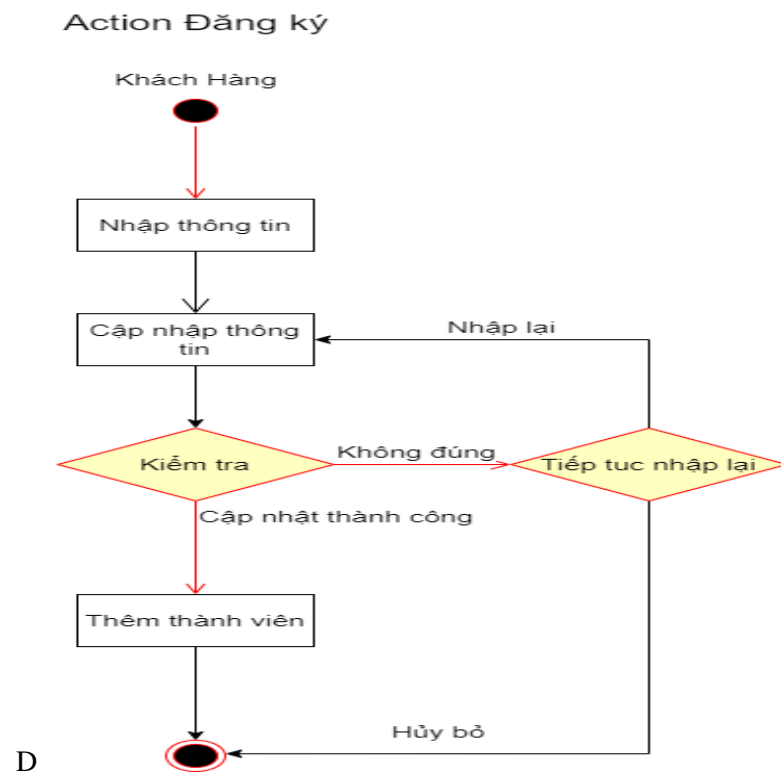 Action Đăng ký
Khách Hàng
Nhập thông tin
Cập nhập thông
tin
Nhập lại
Kiểm tra
Không đúng
Tiếp tuc nhập lại
Cập nhật thành công
Thêm thành viên
Hủy bỏ
D